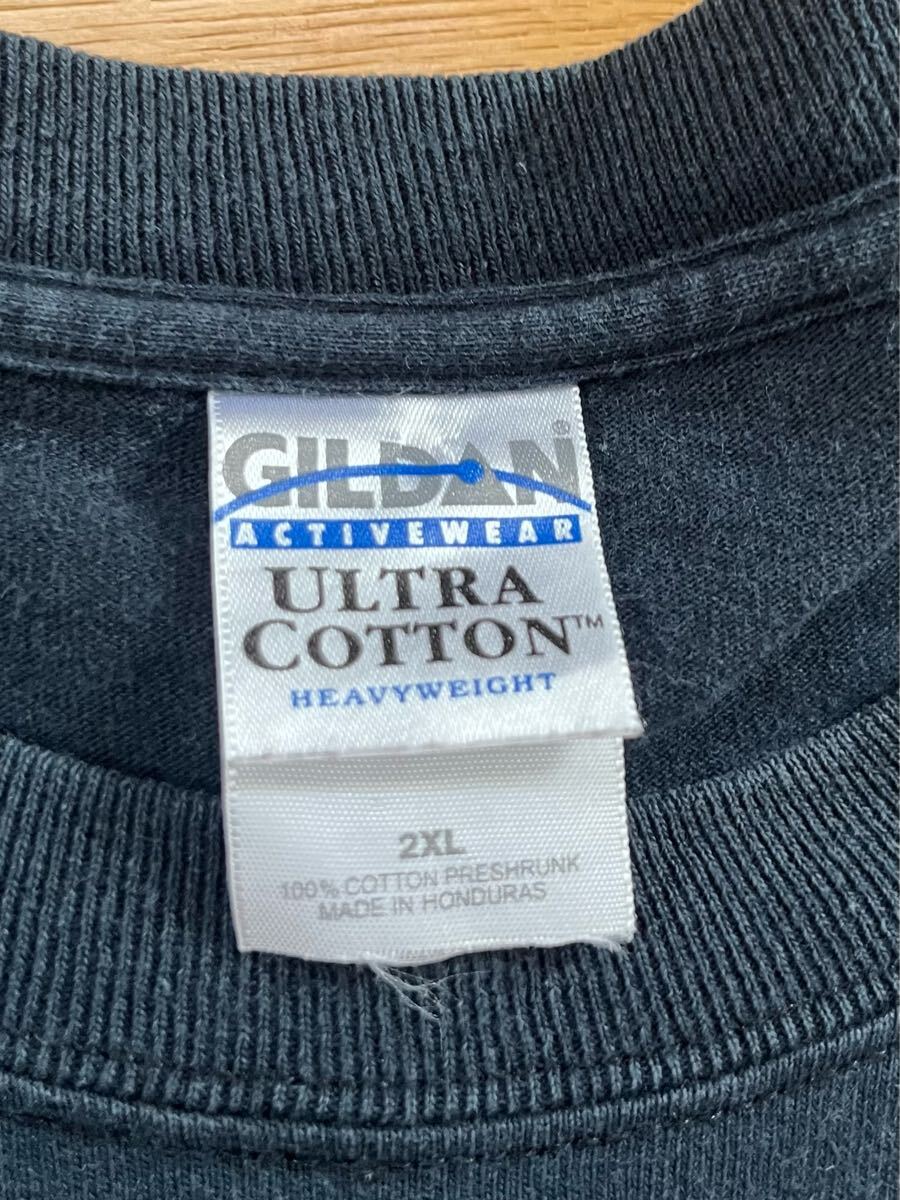 GILDAN®
ACTIVEWEAR
ULTRA
COTTON™
HEAVYWEIGHT
2XL
100% COTTON PRESHRUNK
MADE IN HONDURAS